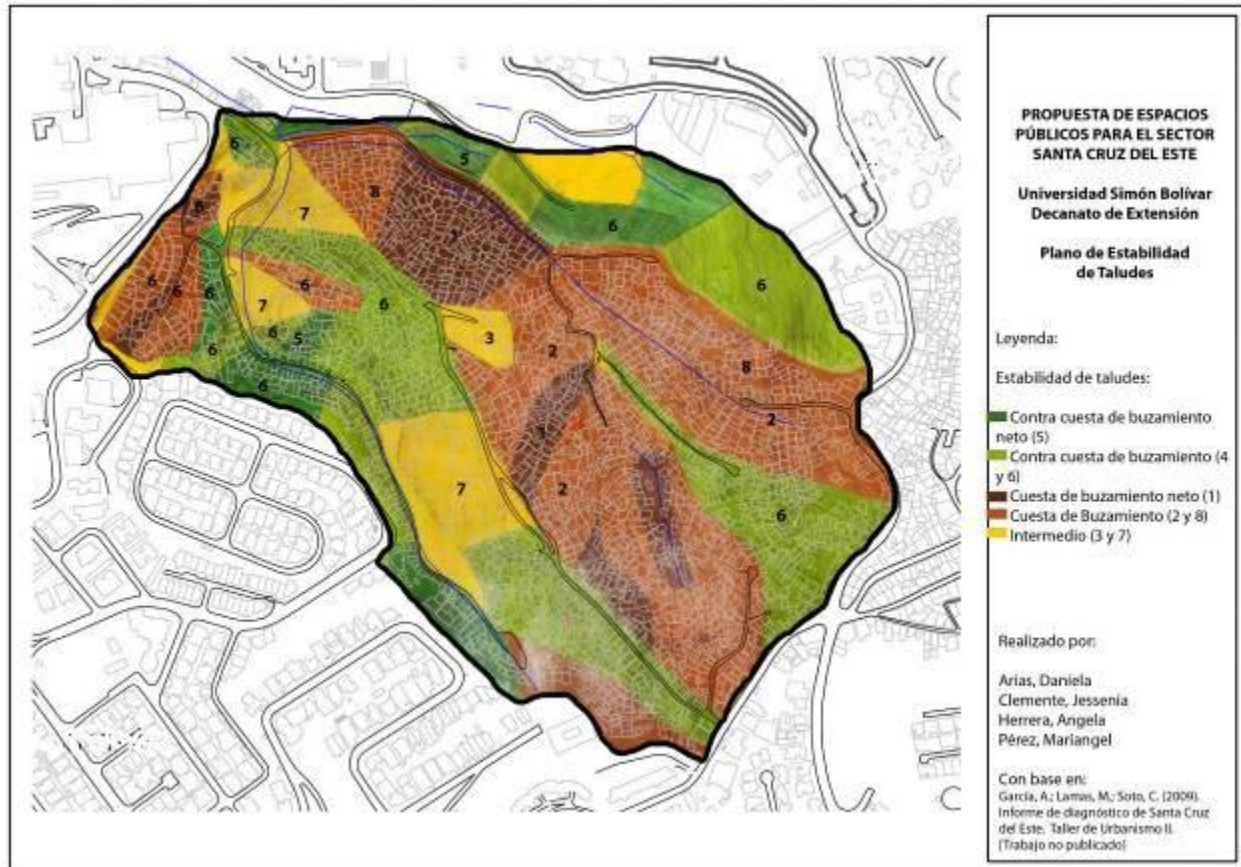 PROPUESTA DE ESPACIOS
PÚBLICOS PARA EL SECTOR
SANTA CRUZ DEL ESTE
Universidad Simón Bolívar
Decanato de Extensión
Plano de Estabilidad
de Taludes
Leyenda:
Estabilidad de taludes:
Contra cuesta de buzamiento
neto (5)
Contra cuesta de buzamiento (4
y 6)
Cuesta de buzamiento neto (1)
Cuesta de Buzamiento (2 y 8)
Intermedio (3 y 7)
Realizado por:
Arias, Daniela
Clemente, Jessenia
Herrera, Angela
Pérez, Mariangel
Con base en:
García, A.; Lamas, M.; Soto, C. (2009).
Informe de diagnóstico de Santa Cruz
del Este. Taller de Urbanismo II.
[Trabajo no publicado]
6
5
8
7
6
6
6
6
6
7
6
6
3
2
8
6
5
6
2
6
7
2
6